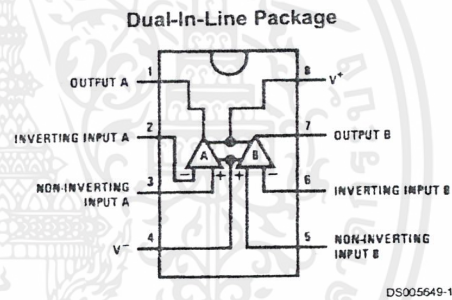 Dual-In-Line Package
1
OUTPUT A
8
V+
2
INVERTING INPUT A
7
OUTPUT B
A
B
- + + -
3
NON-INVERTING
INPUT A
6
INVERTING INPUT B
4
V-
5
NON-INVERTING
INPUT B
DS005649-1